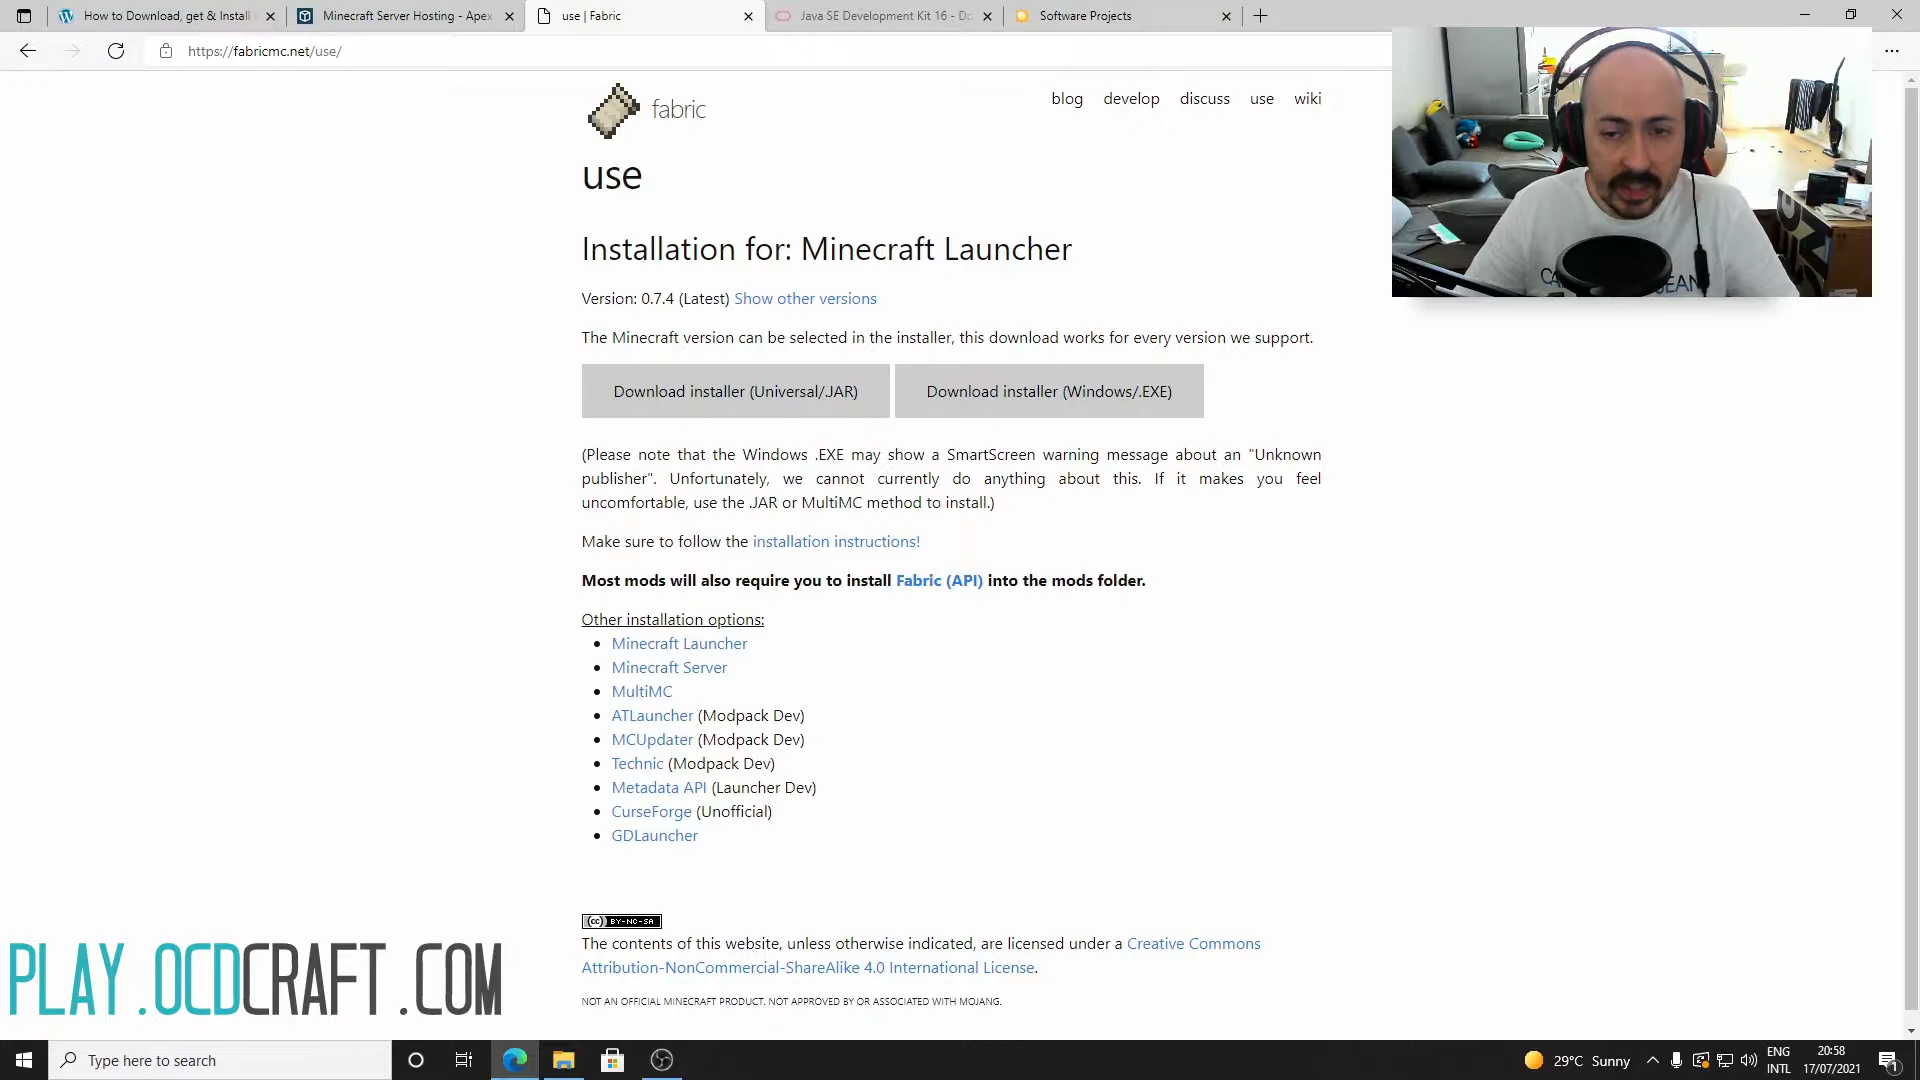 How to Download, get & Install
Minecraft Server Hosting - Apex
use | Fabric
Java SE Development Kit 16 - Do
Software Projects
https://fabricmc.net/use/
fabric
blog develop discuss use wiki
use
Installation for: Minecraft Launcher
Version: 0.7.4 (Latest) Show other versions
The Minecraft version can be selected in the installer, this download works for every version we support.
Download installer (Universal/.JAR)
Download installer (Windows/.EXE)
(Please note that the Windows .EXE may show a SmartScreen warning message about an "Unknown
publisher". Unfortunately, we cannot currently do anything about this. If it makes you feel
uncomfortable, use the .JAR or MultiMC method to install.)
Make sure to follow the installation instructions!
Most mods will also require you to install Fabric (API) into the mods folder.
Other installation options:
Minecraft Launcher
Minecraft Server
MultiMC
ATLauncher (Modpack Dev)
MCUpdater (Modpack Dev)
Technic (Modpack Dev)
Metadata API (Launcher Dev)
CurseForge (Unofficial)
GDLauncher
(cc) BY-NC-SA
The contents of this website, unless otherwise indicated, are licensed under a Creative Commons
Attribution-NonCommercial-ShareAlike 4.0 International License.
NOT AN OFFICIAL MINECRAFT PRODUCT. NOT APPROVED BY OR ASSOCIATED WITH MOJANG.
PLAY.OCDCRAFT.COM
Type here to search
29°C Sunny
ENG
INTL
20:58
17/07/2021
1